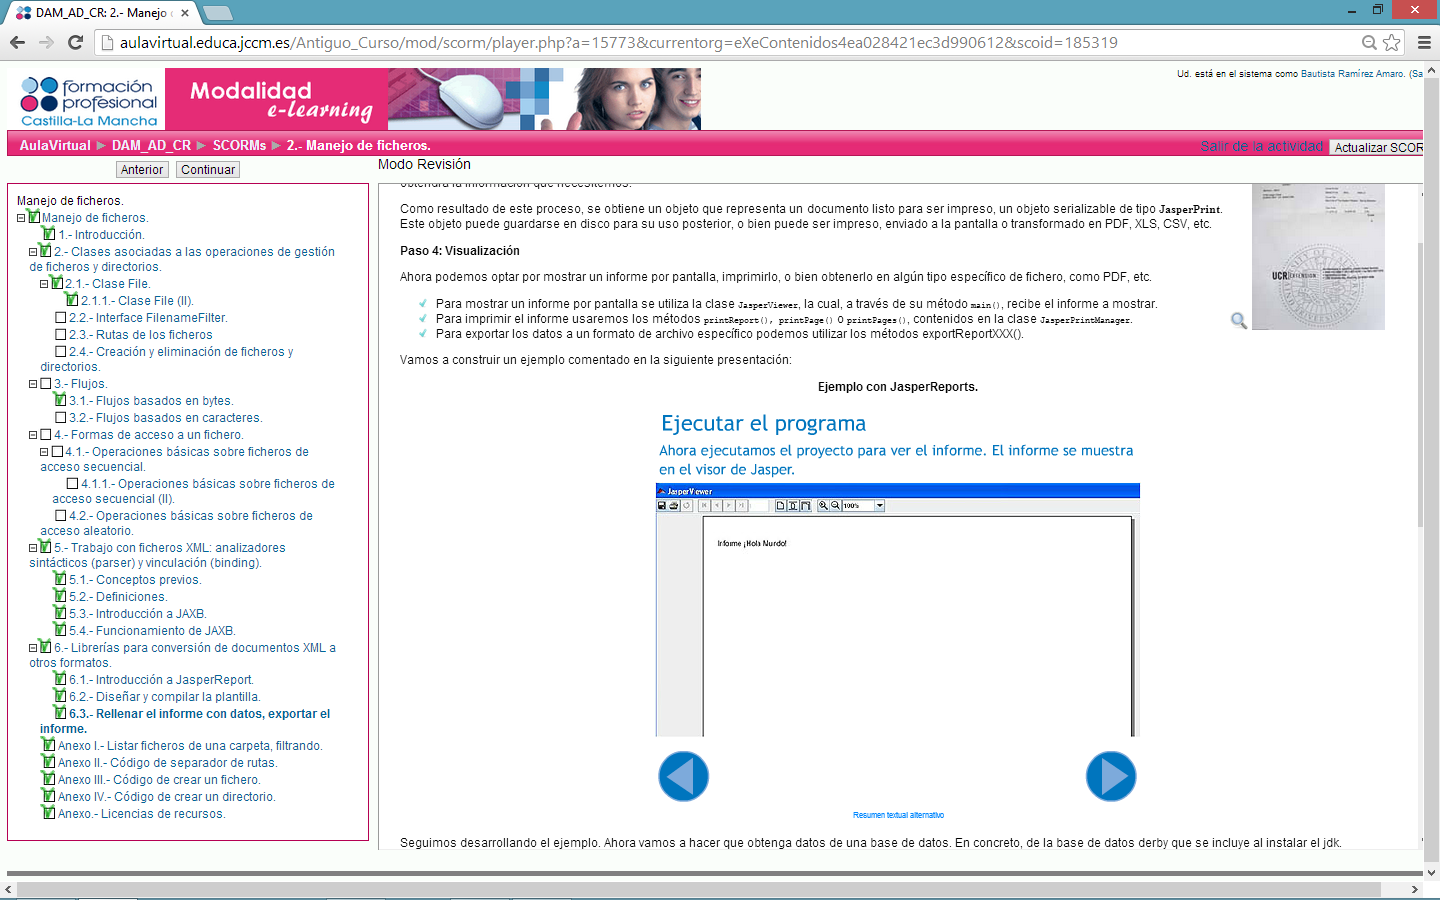 DAM_AD_CR: 2.- Manejo
aulavirtual.educa.jccm.es/Antiguo_Curso/mod/scorm/player.php?a=15773&currentorg=eXeContenidos4ea028421ec3d990612&scoid=185319
formación
profesional
Castilla-La Mancha
Modalidad
e-learning
Ud. está en el sistema como Bautista Ramírez Amaro. (Sa
AulaVirtual ► DAM_AD_CR ► SCORMs ► 2.- Manejo de ficheros.
Salir de la actividad
Actualizar SCOR
Anterior
Continuar
Modo Revisión
Manejo de ficheros.
Manejo de ficheros.
1.- Introducción.
2.- Clases asociadas a las operaciones de gestión
de ficheros y directorios.
2.1.- Clase File.
2.1.1.- Clase File (II).
2.2.- Interface FilenameFilter.
2.3.- Rutas de los ficheros
2.4.- Creación y eliminación de ficheros y
directorios.
3.- Flujos.
3.1.- Flujos basados en bytes.
3.2.- Flujos basados en caracteres.
4.- Formas de acceso a un fichero.
4.1.- Operaciones básicas sobre ficheros de
acceso secuencial.
4.1.1.- Operaciones básicas sobre ficheros de
acceso secuencial (II).
4.2.- Operaciones básicas sobre ficheros de
acceso aleatorio.
5.- Trabajo con ficheros XML: analizadores
sintácticos (parser) y vinculación (binding).
5.1.- Conceptos previos.
5.2.- Definiciones.
5.3.- Introducción a JAXB.
5.4.- Funcionamiento de JAXB.
6.- Librerías para conversión de documentos XML a
otros formatos.
6.1.- Introducción a JasperReport.
6.2.- Diseñar y compilar la plantilla.
6.3.- Rellenar el informe con datos, exportar el
informe.
Anexo I.- Listar ficheros de una carpeta, filtrando.
Anexo II.- Código de separador de rutas.
Anexo III.- Código de crear un fichero.
Anexo IV.- Código de crear un directorio.
Anexo.- Licencias de recursos.
obtendrá la información que necesitemos.
Como resultado de este proceso, se obtiene un objeto que representa un documento listo para ser impreso, un objeto serializable de tipo JasperPrint.
Este objeto puede guardarse en disco para su uso posterior, o bien puede ser impreso, enviado a la pantalla o transformado en PDF, XLS, CSV, etc.
Paso 4: Visualización
Ahora podemos optar por mostrar un informe por pantalla, imprimirlo, o bien obtenerlo en algún tipo específico de fichero, como PDF, etc.
Para mostrar un informe por pantalla se utiliza la clase JasperViewer, la cual, a través de su método main(), recibe el informe a mostrar.
Para imprimir el informe usaremos los métodos printReport(), printPage() o printPages(), contenidos en la clase JasperPrintManager.
Para exportar los datos a un formato de archivo específico podemos utilizar los métodos exportReportXXX().
Vamos a construir un ejemplo comentado en la siguiente presentación:
UCR EXTENSION
Ejemplo con JasperReports.
Ejecutar el programa
Ahora ejecutamos el proyecto para ver el informe. El informe se muestra
en el visor de Jasper.
JasperViewer
100%
Informe ¡Hola Mundo!
Resumen textual alternativo
Seguimos desarrollando el ejemplo. Ahora vamos a hacer que obtenga datos de una base de datos. En concreto, de la base de datos derby que se incluye al instalar el jdk.